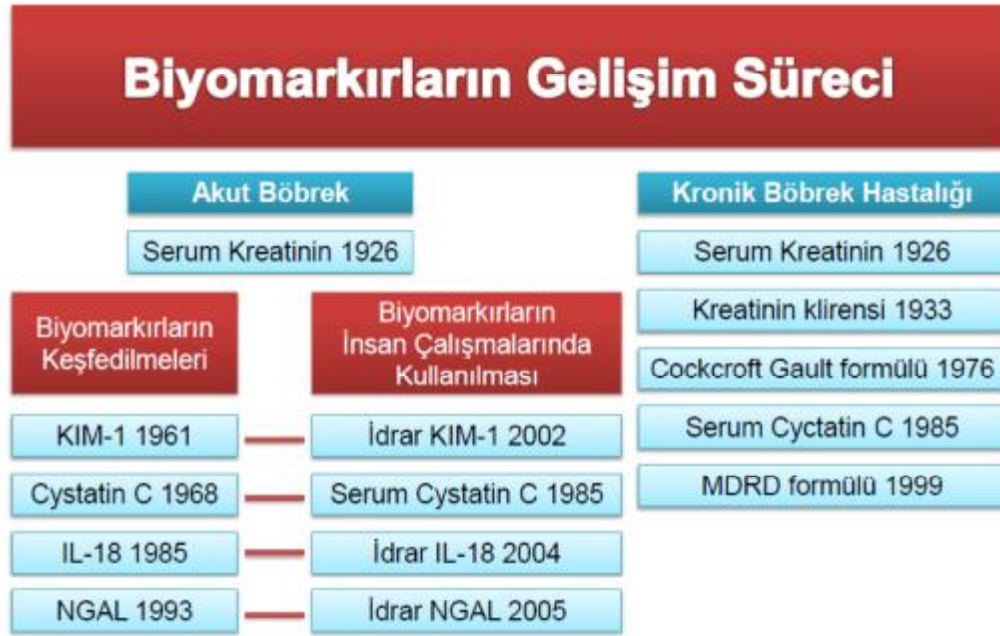 Biyomarkırların Gelişim Süreci
Akut Böbrek
Serum Kreatinin 1926
Biyomarkırların
Keşfedilmeleri
Biyomarkırların
İnsan Çalışmalarında
Kullanılması
KIM-1 1961
İdrar KIM-1 2002
Cystatin C 1968
Serum Cystatin C 1985
IL-18 1985
İdrar IL-18 2004
NGAL 1993
İdrar NGAL 2005
Kronik Böbrek Hastalığı
Serum Kreatinin 1926
Kreatinin klirensi 1933
Cockcroft Gault formülü 1976
Serum Cyctatin C 1985
MDRD formülü 1999